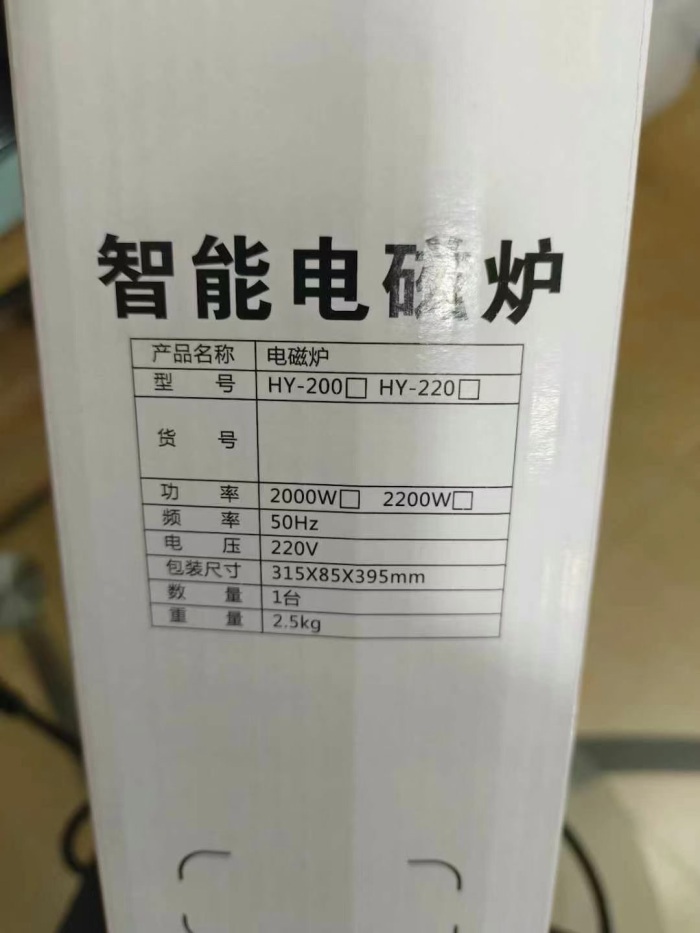 智能电磁炉
产品名称 电磁炉
型 号 HY-200□ HY-220□
货 号
功 率 2000W□ 2200W□
频 率 50Hz
电 压 220V
包装尺寸 315X85X395mm
数 量 1台
重 量 2.5kg